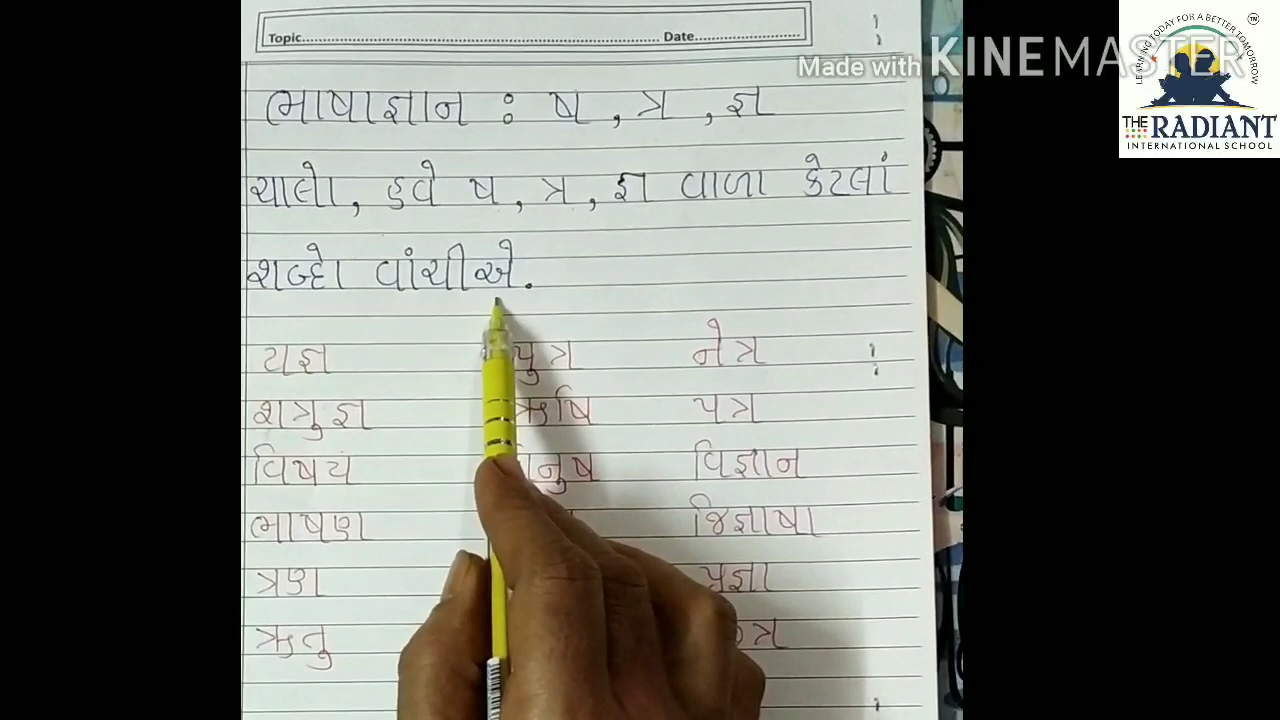 Topic Date
Made with KINEMASTER
LEARNING TODAY FOR A BETTER TOMORROW
TM
THE RADIANT
INTERNATIONAL SCHOOL
ભાષાજ્ઞાન : ષ , ત્ર , જ્ઞ
ચાલો , હવે ષ , ત્ર , જ્ઞ વાળા કેટલાં
શબ્દો વાંચીએ .
યજ્ઞ પુત્ર નેત્ર
શત્રુજ્ઞ ઋષિ પત્ર
વિષય વિજ્ઞાન
ભાષણ જિજ્ઞાષા
ત્રણ પ્રજ્ઞા
ઋતુ